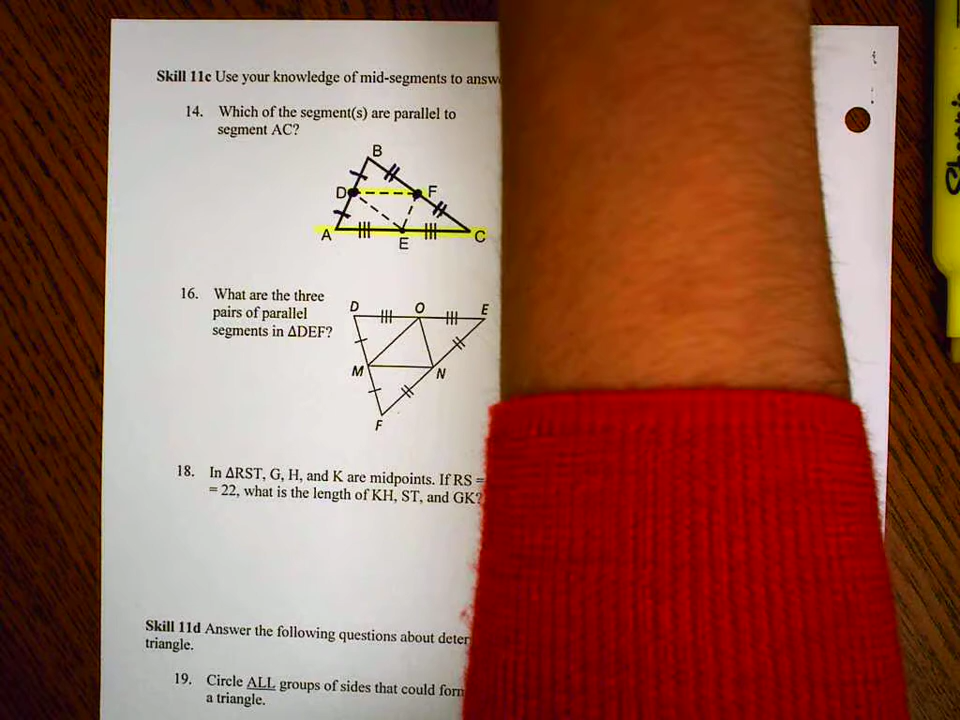 Skill 11c Use your knowledge of mid-segments to
14. Which of the segment(s) are parallel to
segment AC?
B
D F
A E C
16. What are the three
pairs of parallel
segments in ΔDEF?
D O E
M N
F
18. In ΔRST, G, H, and K are midpoints. If RS =
= 22, what is the length of KH, ST, and GK?
Skill 11d Answer the following questions about
triangle.
19. Circle ALL groups of sides that could
a triangle.
Sharpie